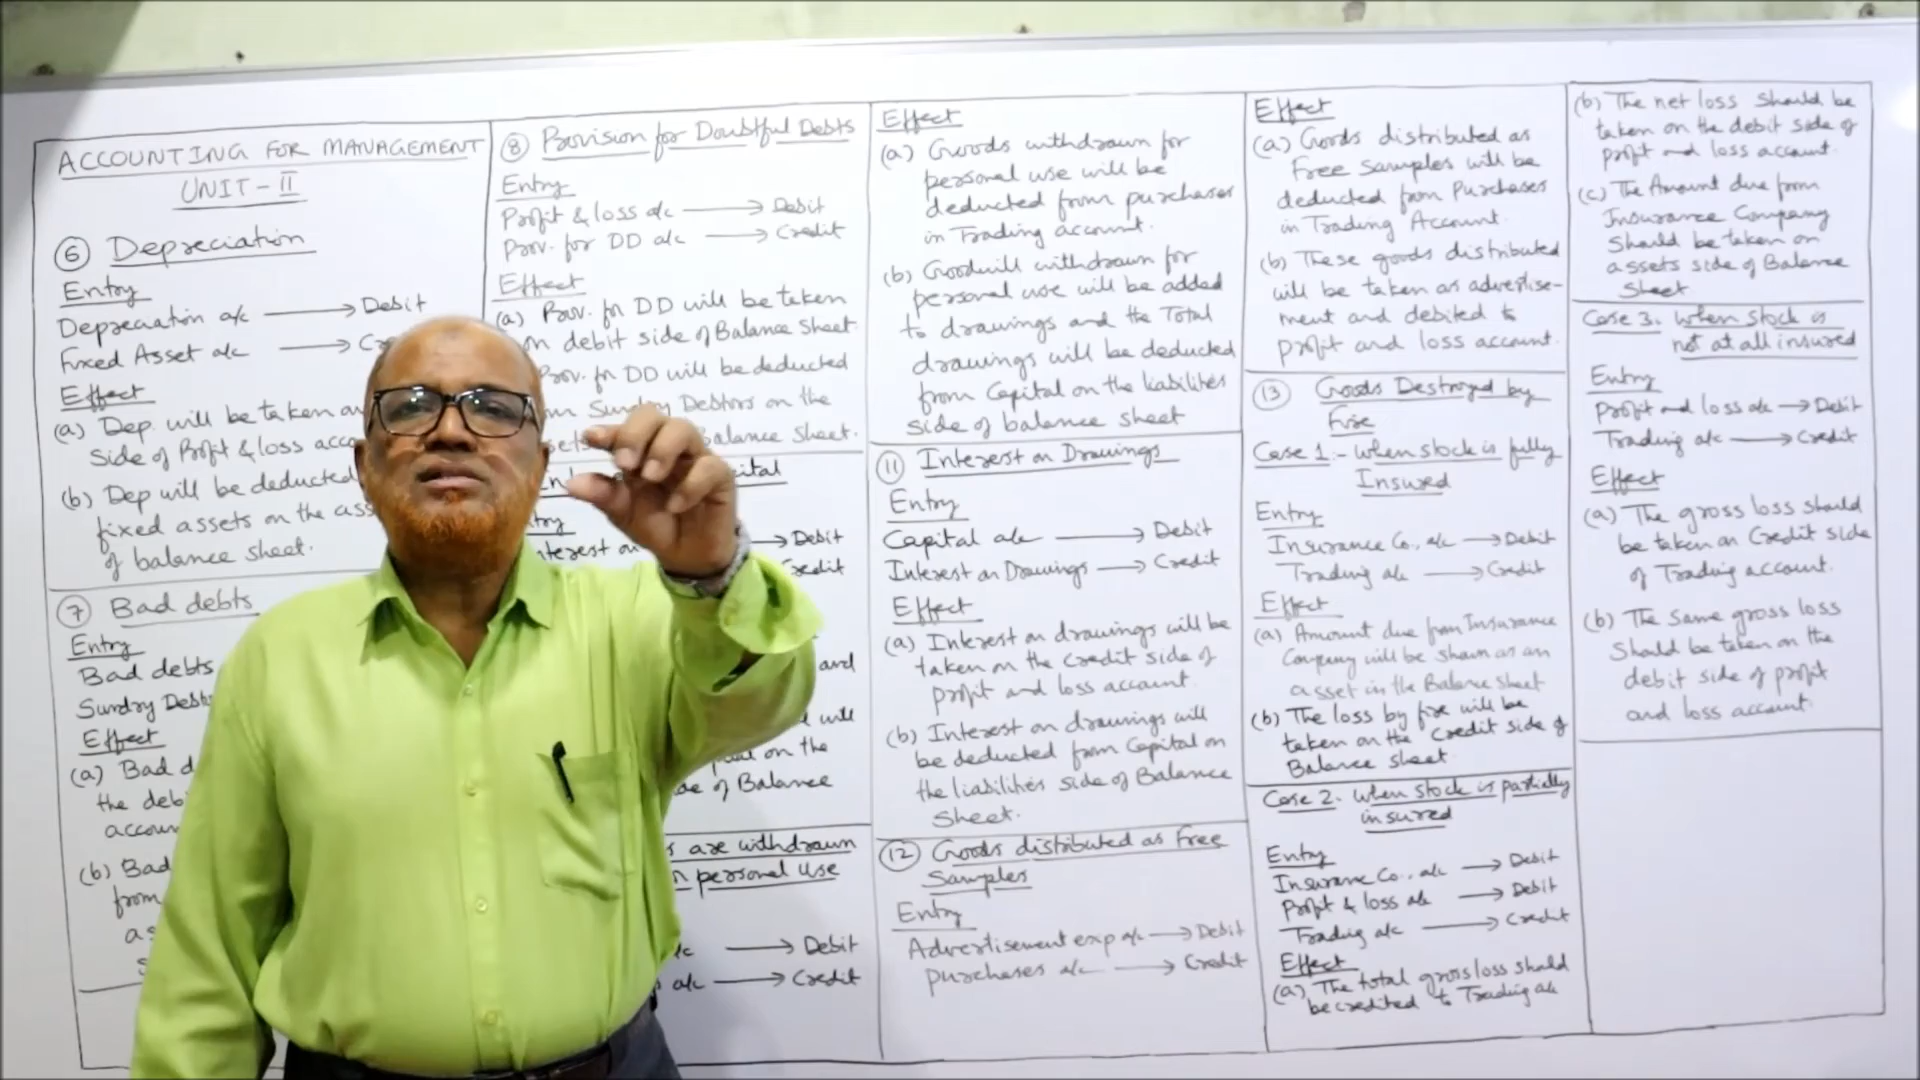 ACCOUNTING FOR MANAGEMENT
UNIT - II
6 Depreciation
Entry
Depreciation a/c → Debit
Fixed Asset a/c →
Effect
(a) Dep. will be taken
Side of Profit & loss
(b) Dep will be deducted
fixed assets on the
of balance sheet.
7 Bad debts
Entry
Bad debts
Sundry
Effect
(a) Bad
the
(b) Bad
from
8 Provision for Doubtful Debts
Entry
Profit & loss a/c → Debit
Prov. for DD a/c → Credit
Effect
(a) Prov. for DD will be taken
on debit side of Balance Sheet.
Prov. for DD will be deducted
Sundry Debtors on the
Balance Sheet.
→ Debit
Credit
and
will
on the
of Balance
are withdrawn
personal use
→ Debit
a/c → Credit
Effect
(a) Goods withdrawn for
personal use will be
deducted from purchases
in Trading account.
(b) Goodwill withdrawn for
personal use will be added
to drawings and the Total
drawings will be deducted
from Capital on the liabilities
side of balance sheet
11 Interest on Drawings
Entry
Capital a/c → Debit
Interest on Drawings → Credit
Effect
(a) Interest on drawings will be
taken on the credit side of
profit and loss account.
(b) Interest on drawings will
be deducted from Capital on
the liabilities side of Balance
Sheet.
12 Goods distributed as Free
Samples
Entry
Advertisement exp a/c → Debit
Purchases a/c → Credit
Effect
(a) Goods distributed as
Free Samples will be
deducted from Purchases
in Trading Account.
(b) These goods distributed
will be taken as advertise-
ment and debited to
profit and loss account.
13 Goods Destroyed by
Fire
Case 1:- When stock is fully
Insured
Entry
Insurance Co., a/c → Debit
Trading a/c → Credit
Effect
(a) Amount due from Insurance
Company will be shown as an
asset in the Balance sheet
(b) The loss by fire will be
taken on the credit side of
Balance sheet.
Case 2. When stock is partially
insured
Entry
Insurance Co., a/c → Debit
Profit & loss a/c → Debit
Trading a/c → Credit
Effect
(a) The total gross loss should
be credited to Trading a/c
(b) The net loss should be
taken on the debit side of
profit and loss account.
(c) The Amount due from
Insurance Company
should be taken on
assets side of Balance
Sheet
Case 3. When stock is
not at all insured
Entry
Profit and loss a/c → Debit
Trading a/c → Credit
Effect
(a) The gross loss should
be taken on Credit side
of Trading account.
(b) The same gross loss
should be taken on the
debit side of profit
and loss account.